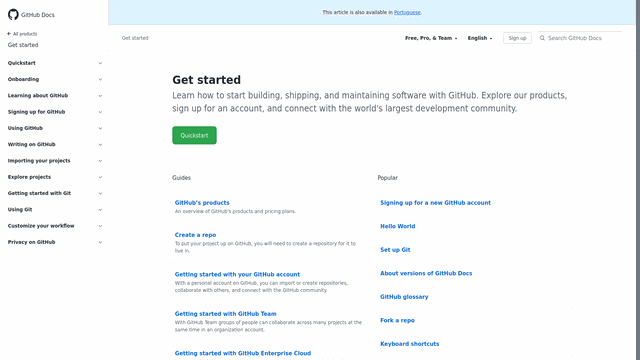 GitHub Docs
All products
Get started
Quickstart
Onboarding
Learning about GitHub
Signing up for GitHub
Using GitHub
Writing on GitHub
Importing your projects
Explore projects
Getting started with Git
Using Git
Customize your workflow
Privacy on GitHub
This article is also available in Portuguese.
Get started
Free, Pro, & Team
English
Sign up
Search GitHub Docs
Get started
Learn how to start building, shipping, and maintaining software with GitHub. Explore our products,
sign up for an account, and connect with the world's largest development community.
Quickstart
Guides
GitHub's products
An overview of GitHub's products and pricing plans.
Create a repo
To put your project up on GitHub, you will need to create a repository for it to
live in.
Getting started with your GitHub account
With a personal account on GitHub, you can import or create repositories,
collaborate with others, and connect with the GitHub community.
Getting started with GitHub Team
With GitHub Team groups of people can collaborate across many projects at the
same time in an organization account.
Getting started with GitHub Enterprise Cloud
Popular
Signing up for a new GitHub account
Hello World
Set up Git
About versions of GitHub Docs
GitHub glossary
Fork a repo
Keyboard shortcuts